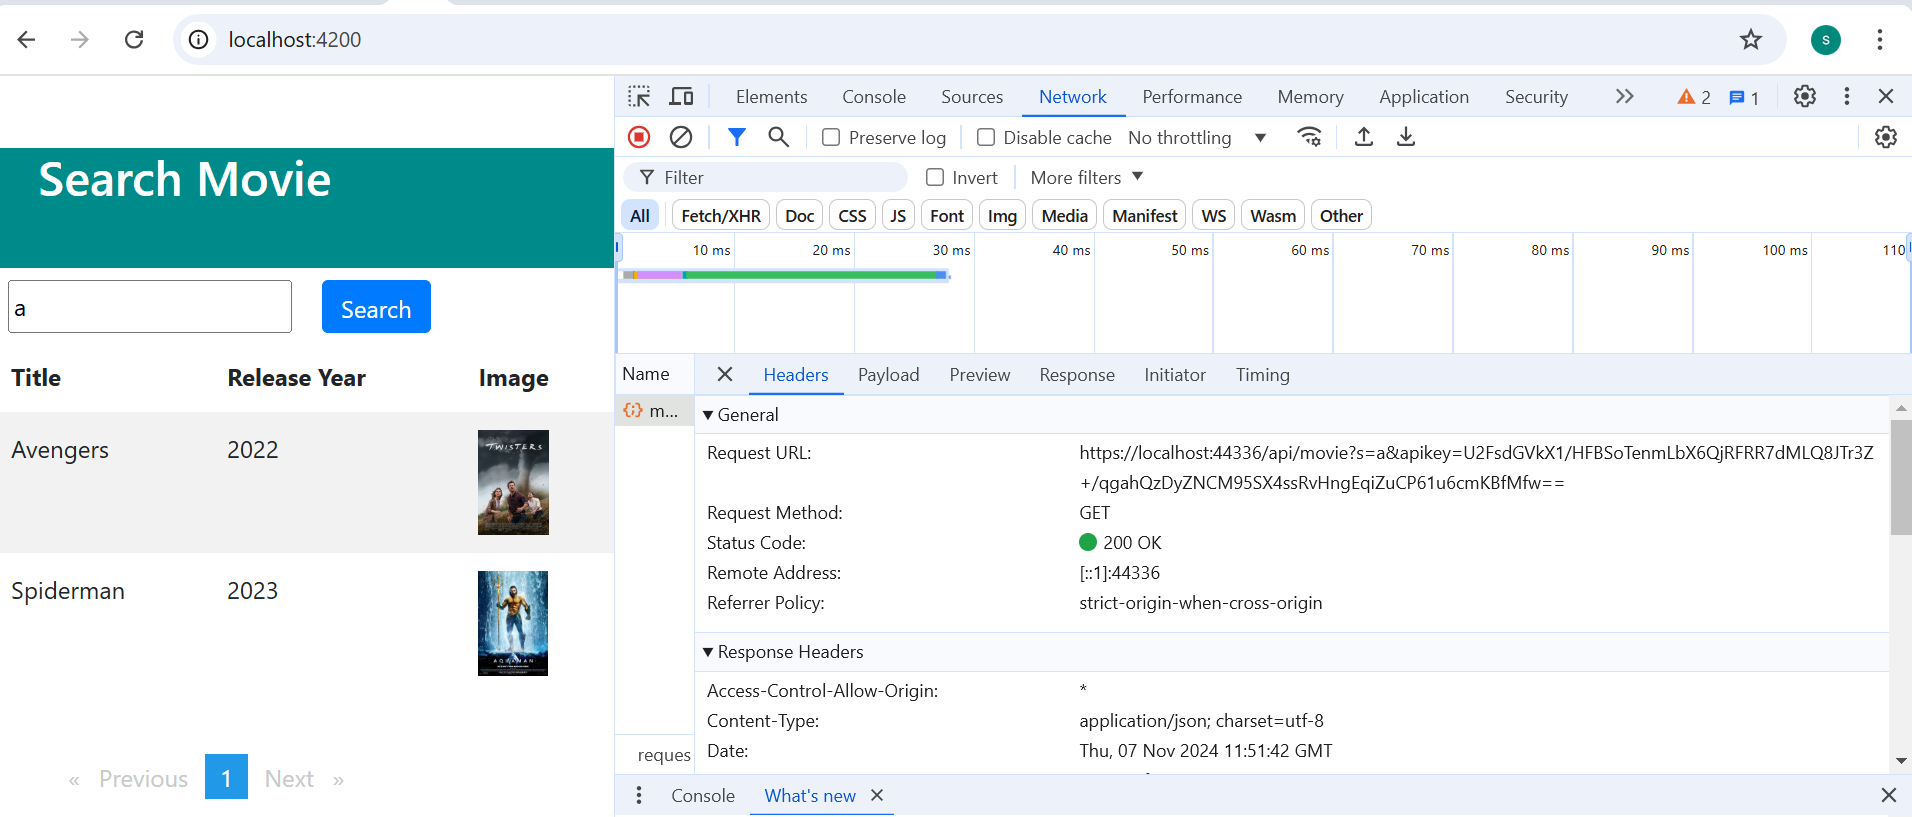 localhost:4200
s
Search Movie
a
Search
Title Release Year Image
Avengers 2022
TWISTERS
Spiderman 2023
AQUAMAN
« Previous 1 Next »
Elements Console Sources Network Performance Memory Application Security 2 1
Preserve log Disable cache No throttling
Filter Invert More filters
All Fetch/XHR Doc CSS JS Font Img Media Manifest WS Wasm Other
10 ms 20 ms 30 ms 40 ms 50 ms 60 ms 70 ms 80 ms 90 ms 100 ms 110
Name Headers Payload Preview Response Initiator Timing
m...
General
Request URL: https://localhost:44336/api/movie?s=a&apikey=U2FsdGVkX1/HFBSoTenmLbX6QjRFRR7dMLQ8JTr3Z
+/qgahQzDyZNCM95SX4ssRvHngEqiZuCP61u6cmKBfMfw==
Request Method: GET
Status Code: 200 OK
Remote Address: [::1]:44336
Referrer Policy: strict-origin-when-cross-origin
Response Headers
Access-Control-Allow-Origin: *
Content-Type: application/json; charset=utf-8
Date: Thu, 07 Nov 2024 11:51:42 GMT
reques
Console What's new